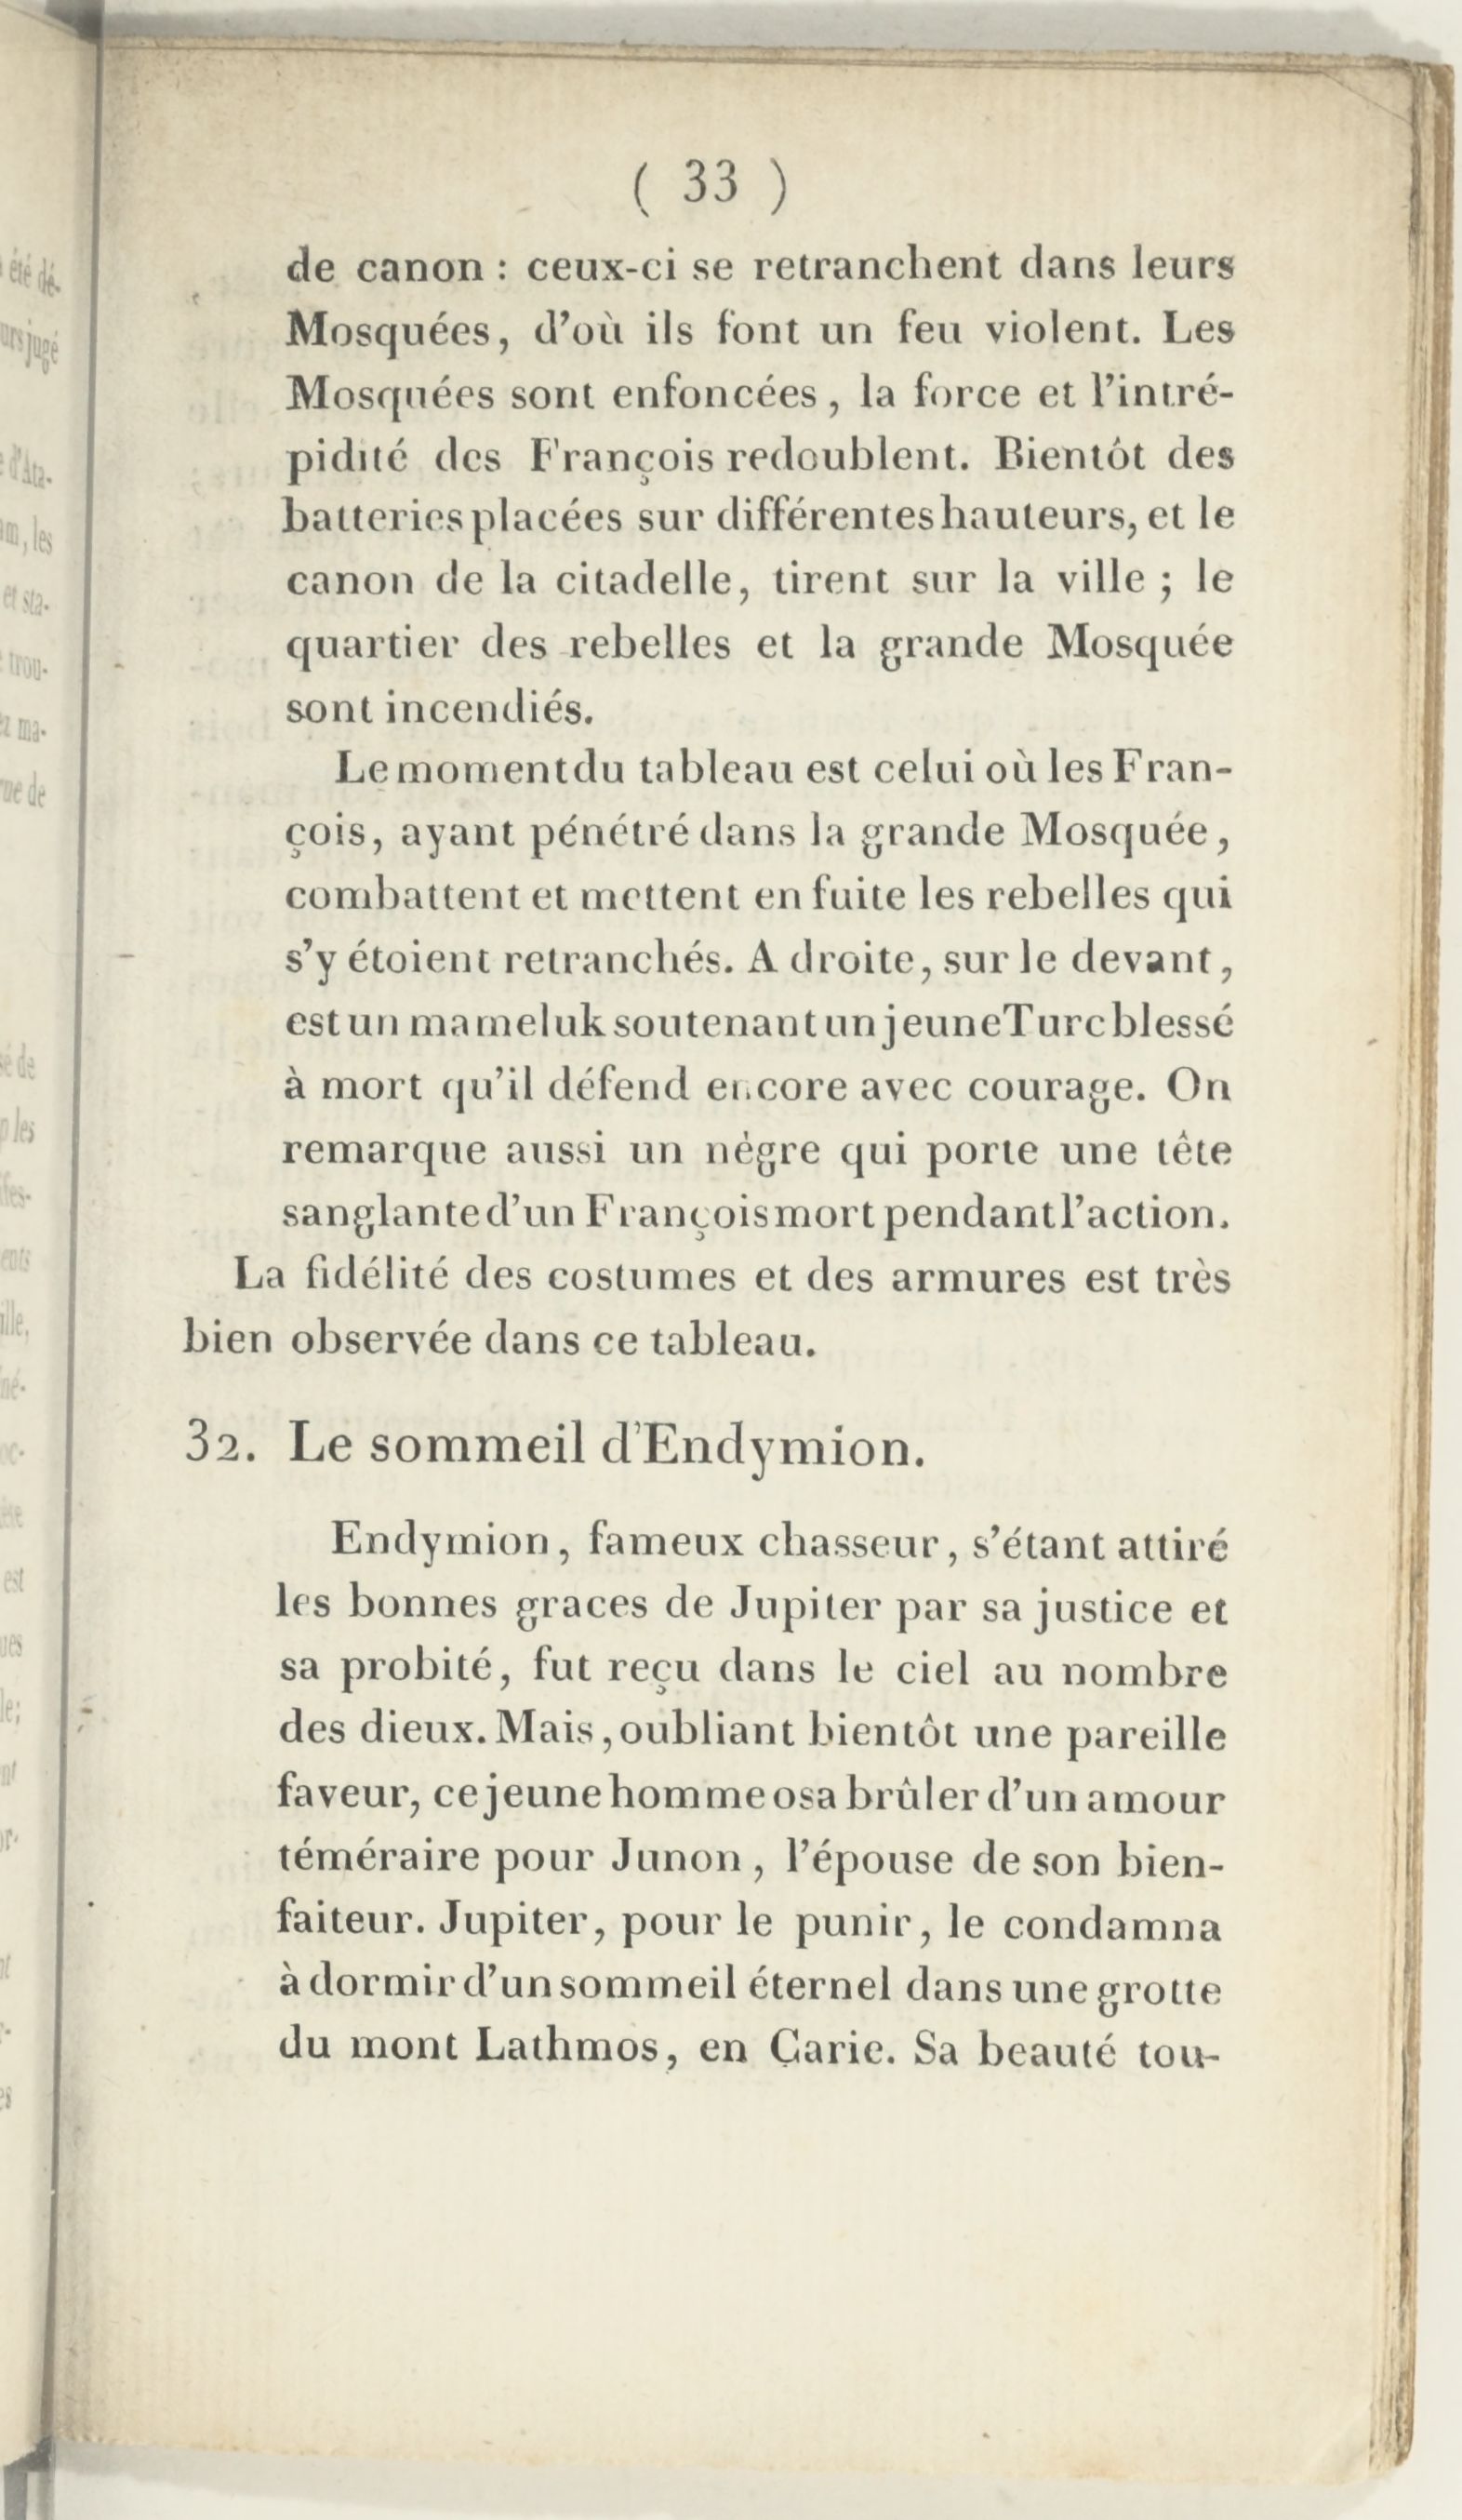 ( 33 )
de canon : ceux-ci se retranchent dans leurs
Mosquées, d'où ils font un feu violent. Les
Mosquées sont enfoncées, la force et l'intré-
pidité des François redoublent. Bientôt des
batteries placées sur différentes hauteurs, et le
canon de la citadelle, tirent sur la ville ; le
quartier des rebelles et la grande Mosquée
sont incendiés.
Le moment du tableau est celui où les Fran-
çois, ayant pénétré dans la grande Mosquée,
combattent et mettent en fuite les rebelles qui
s'y étoient retranchés. A droite, sur le devant,
est un mameluk soutenant un jeune Turc blessé
à mort qu'il défend encore avec courage. On
remarque aussi un nègre qui porte une tête
sanglante d'un François mort pendant l'action.
La fidélité des costumes et des armures est très
bien observée dans ce tableau.
32. Le sommeil d'Endymion.
Endymion, fameux chasseur, s'étant attiré
les bonnes graces de Jupiter par sa justice et
sa probité, fut reçu dans le ciel au nombre
des dieux. Mais, oubliant bientôt une pareille
faveur, ce jeune homme osa brûler d'un amour
téméraire pour Junon, l'épouse de son bien-
faiteur. Jupiter, pour le punir, le condamna
à dormir d'un sommeil éternel dans une grotte
du mont Lathmos, en Çarie. Sa beauté tou-